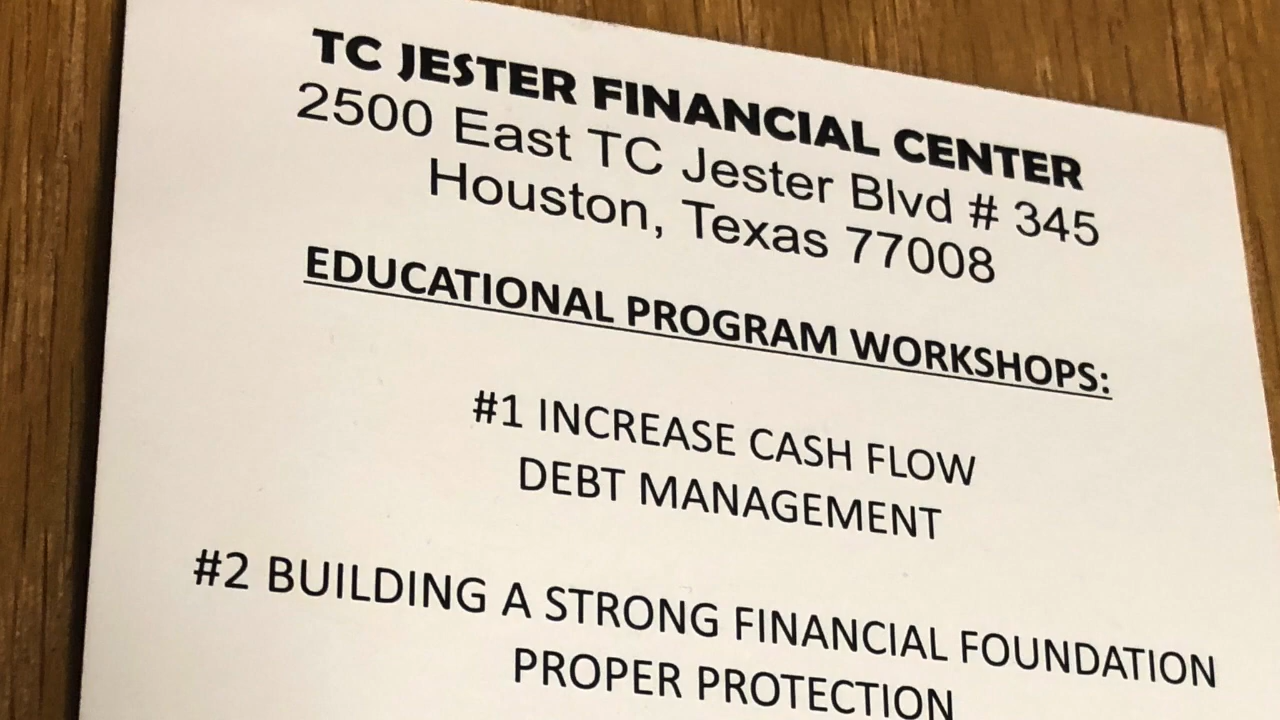 TC JESTER FINANCIAL CENTER
2500 East TC Jester Blvd # 345
Houston, Texas 77008
EDUCATIONAL PROGRAM WORKSHOPS:
#1 INCREASE CASH FLOW
DEBT MANAGEMENT
#2 BUILDING A STRONG FINANCIAL FOUNDATION
PROPER PROTECTION